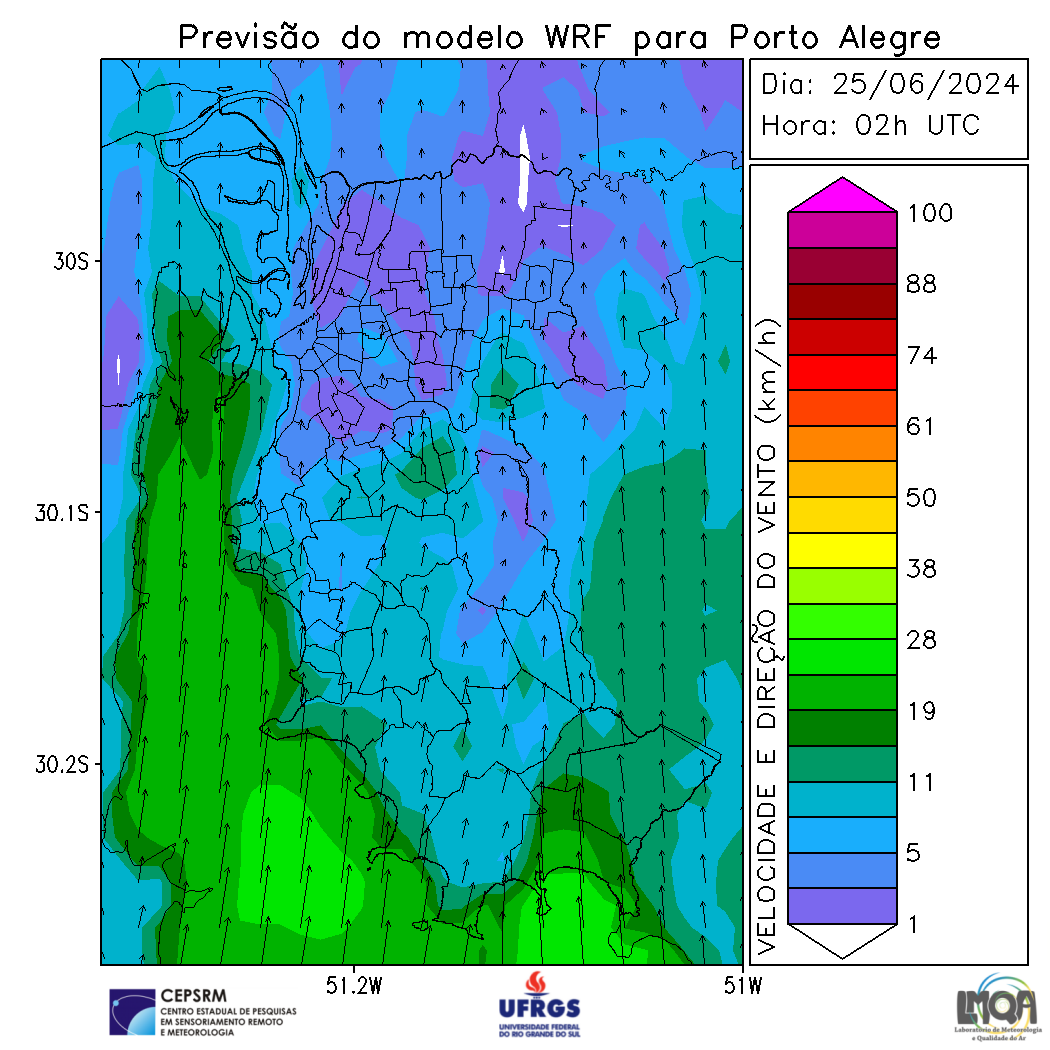 Previsão do modelo WRF para Porto Alegre
Dia: 25/06/2024
Hora: 02h UTC
30S
30.1S
30.2S
51.2W
51W
VELOCIDADE E DIREÇÃO DO VENTO (km/h)
100
88
74
61
50
38
28
19
11
5
1
CEPSRM
CENTRO ESTADUAL DE PESQUISAS
EM SENSORIAMENTO REMOTO
E METEOROLOGIA
UFRGS
UNIVERSIDADE FEDERAL
DO RIO GRANDE DO SUL
LMQA
Laboratório de Meteorologia
e Qualidade do Ar